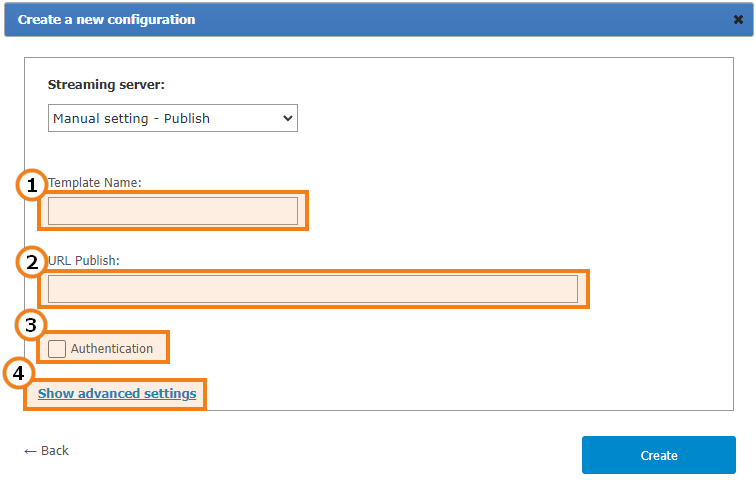 Create a new configuration ✖
Streaming server:
Manual setting - Publish
1 Template Name:
2 URL Publish:
3
Authentication
4
Show advanced settings
← Back
Create